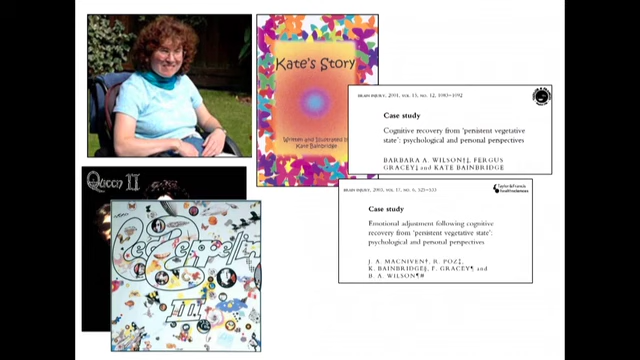 Kate's Story
Written and Illustrated by
Kate Bainbridge
BRAIN INJURY, 2001, VOL. 15, NO. 12, 1083–1092
Case study
Cognitive recovery from 'persistent vegetative
state': psychological and personal perspectives
BARBARA A. WILSON†‡, FERGUS
GRACEY‡ and KATE BAINBRIDGE
BRAIN INJURY, 2003, VOL. 17, NO. 6, 525–533
Taylor & Francis
healthsciences
Case study
Emotional adjustment following cognitive
recovery from 'persistent vegetative state':
psychological and personal perspectives
J. A. MACNIVEN†, R. POZ‡,
K. BAINBRIDGE§, F. GRACEY¶ and
B. A. WILSON¶#
Queen II
Led Zeppelin
III